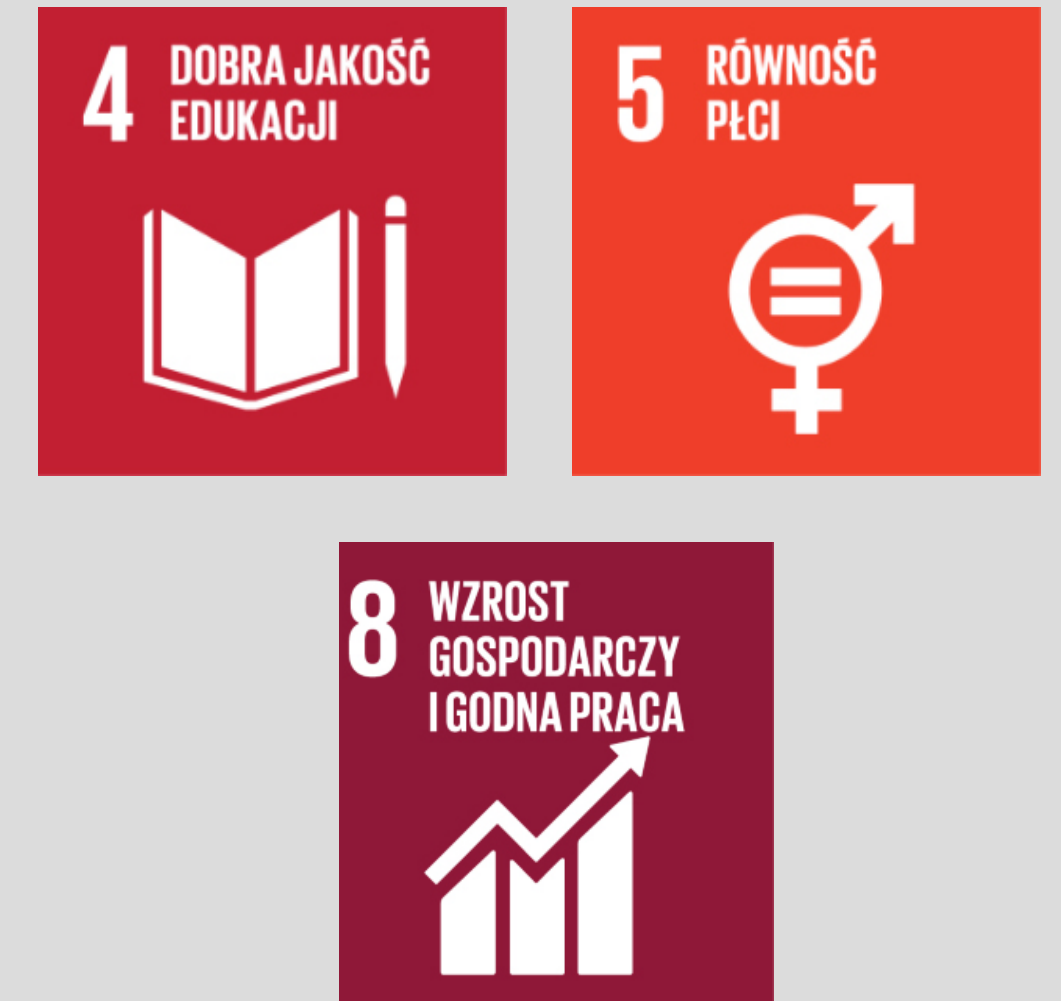 4 DOBRA JAKOŚĆ
EDUKACJI
5 RÓWNOŚĆ
PŁCI
8 WZROST
GOSPODARCZY
I GODNA PRACA